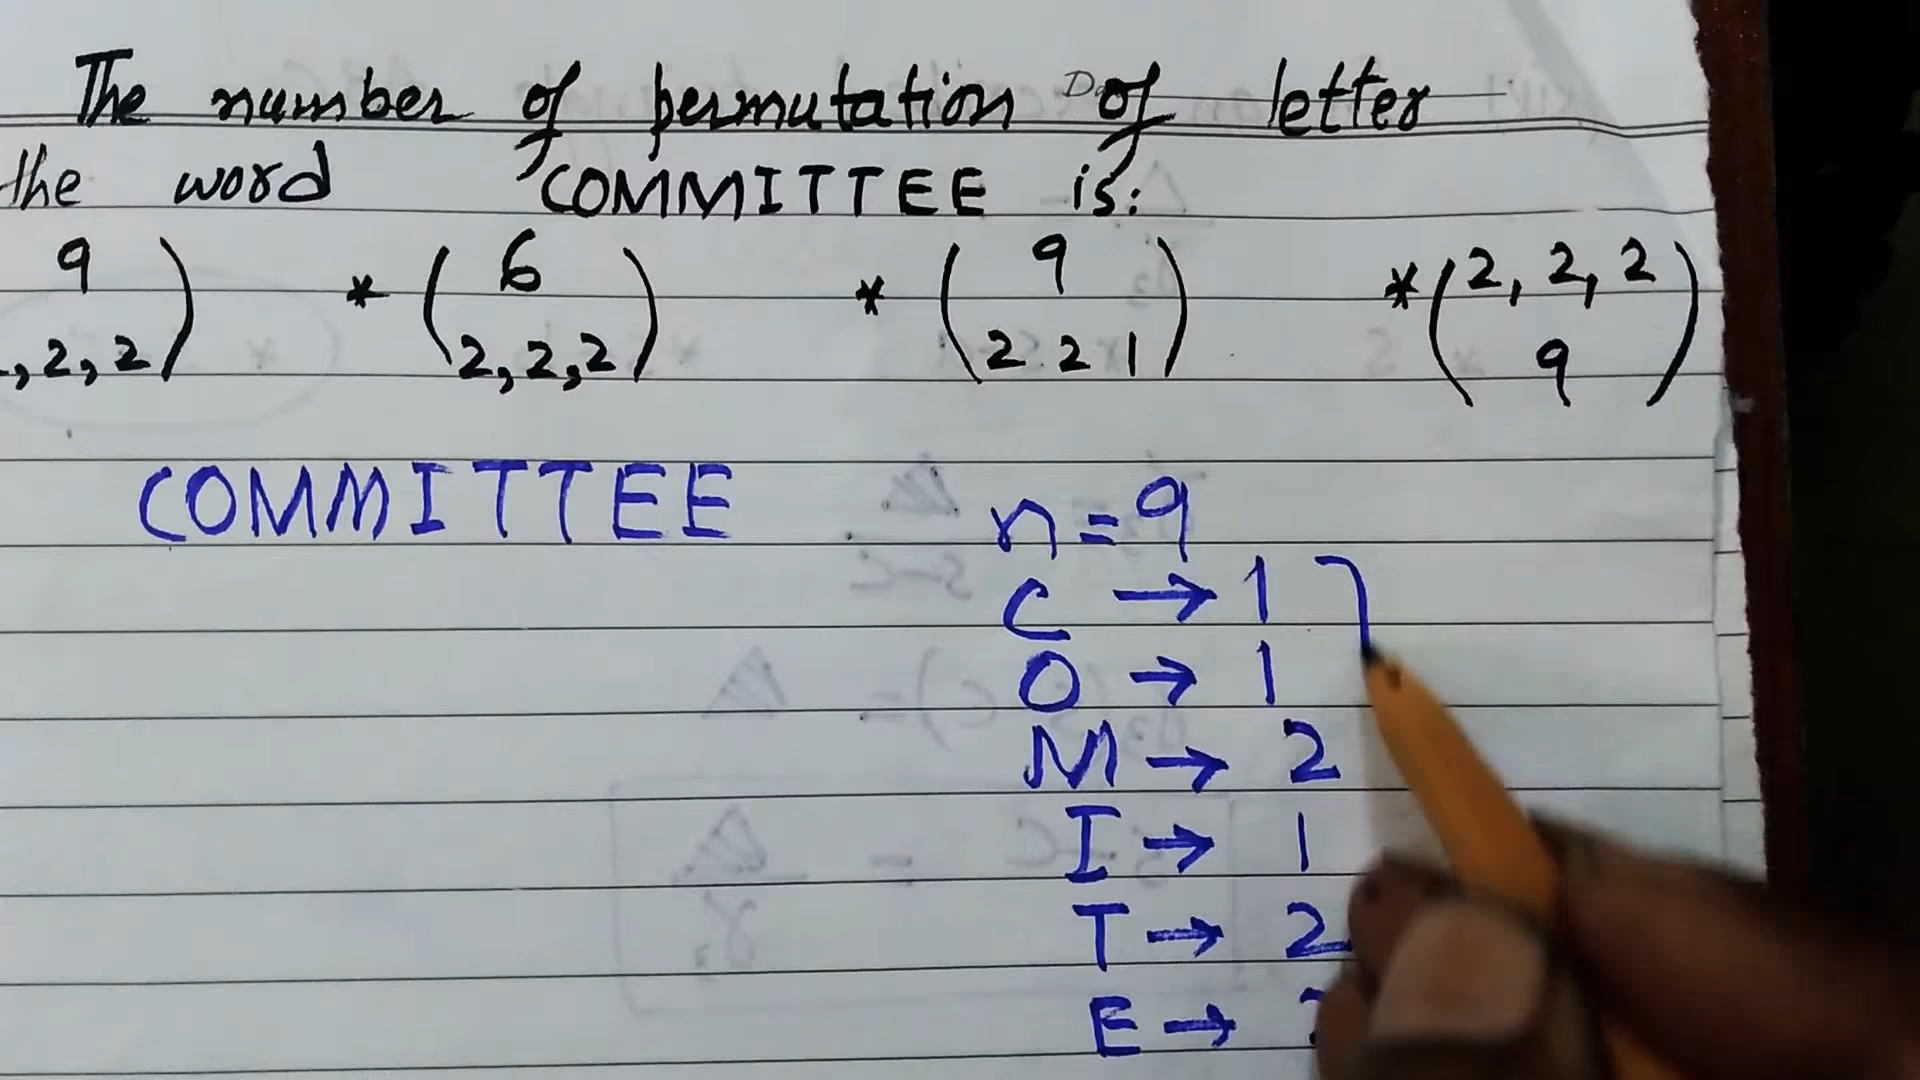 The number of permutation of letter
the word COMMITTEE is:
9 * ( 6 * ( 9 * ( 2, 2, 2
, 2, 2 ) 2, 2, 2 ) 2 2 1 ) 9 )
COMMITTEE n = 9
C → 1
O → 1
M → 2
I → 1
T → 2
E →